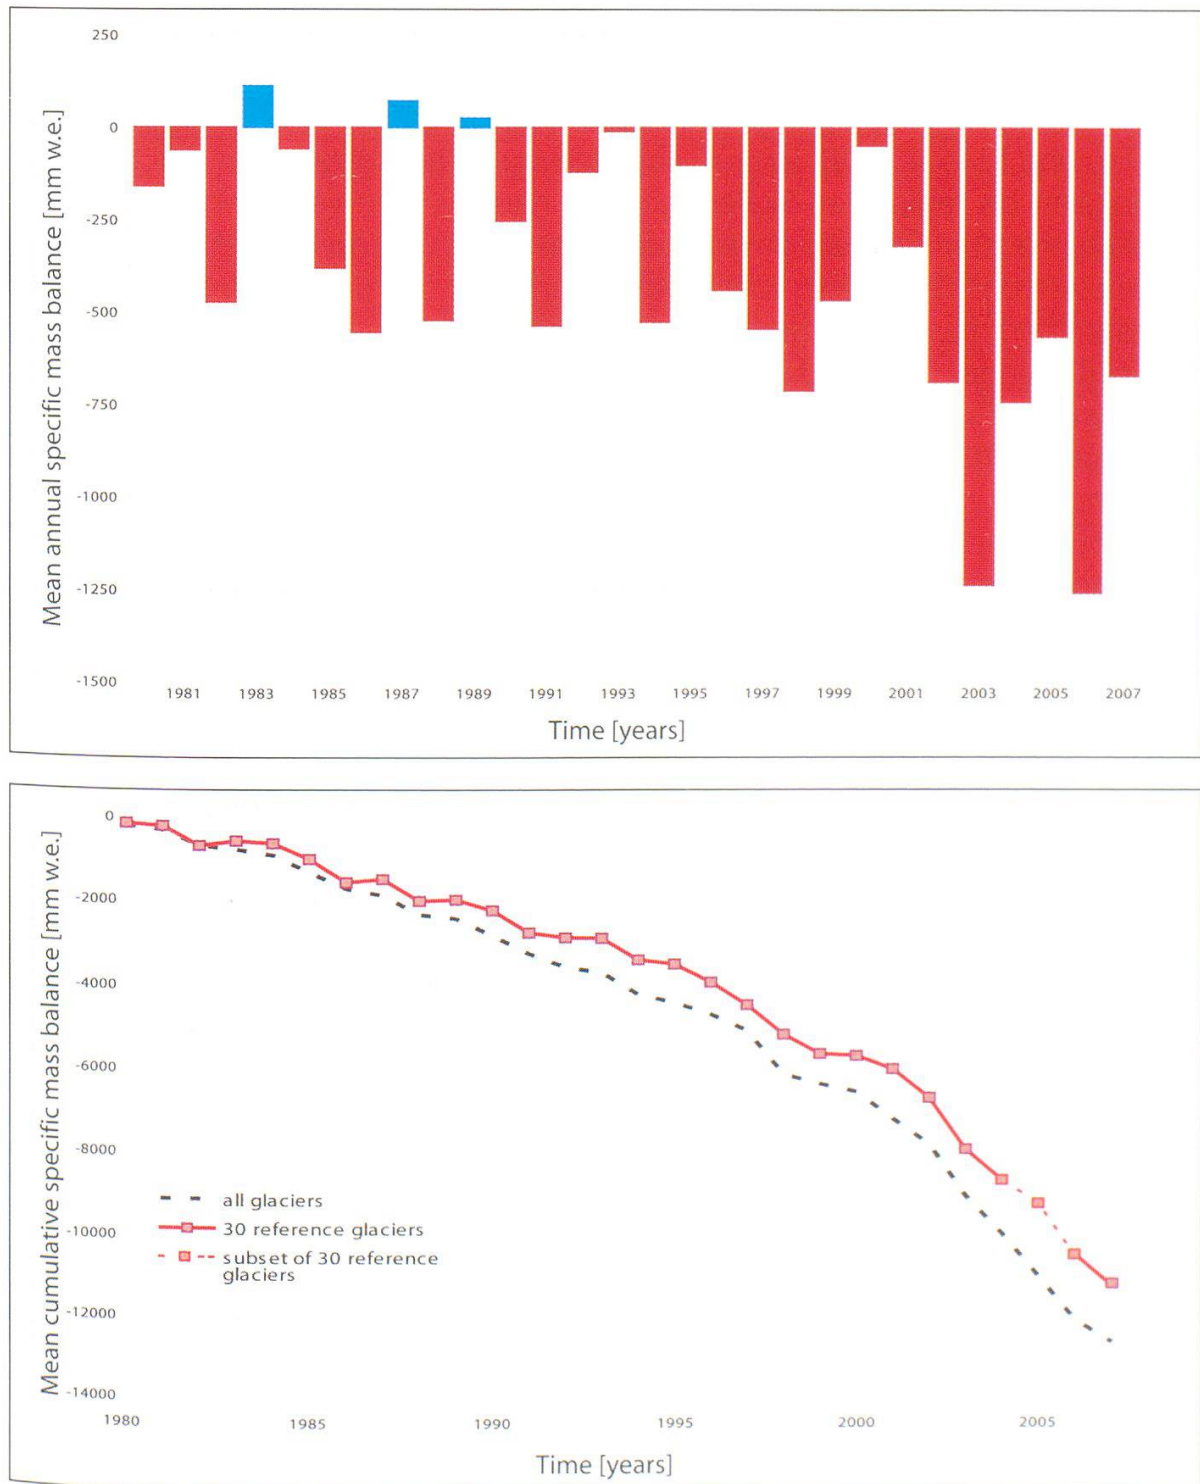 250
0
-250
-500
-750
-1000
-1250
-1500
Mean annual specific mass balance [mm w.e.]
1981 1983 1985 1987 1989 1991 1993 1995 1997 1999 2001 2003 2005 2007
Time [years]
0
-2000
-4000
-6000
-8000
-10000
-12000
-14000
Mean cumulative specific mass balance [mm w.e.]
all glaciers
30 reference glaciers
subset of 30 reference
glaciers
1980 1985 1990 1995 2000 2005
Time [years]